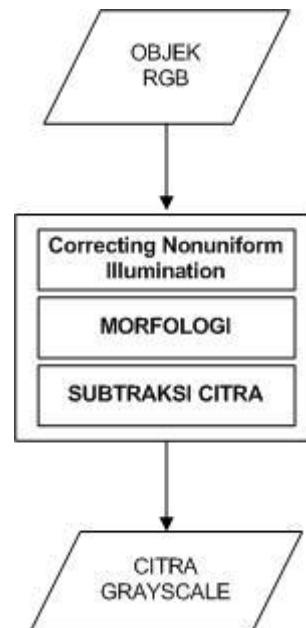 OBJEK
RGB
Correcting Nonuniform
Illumination
MORFOLOGI
SUBTRAKSI CITRA
CITRA
GRAYSCALE